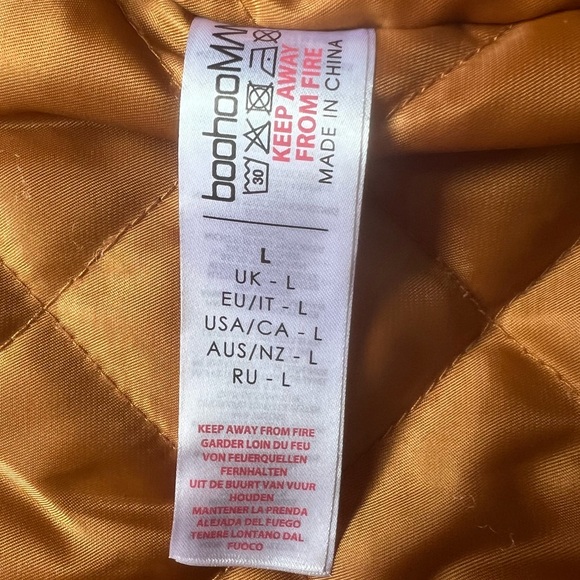 boohooMAN
30
KEEP AWAY
FROM FIRE
MADE IN CHINA
L
UK - L
EU/IT - L
USA/CA - L
AUS/NZ - L
RU - L
KEEP AWAY FROM FIRE
GARDER LOIN DU FEU
VON FEUERQUELLEN
FERNHALTEN
UIT DE BUURT VAN VUUR
HOUDEN
MANTENER LA PRENDA
ALEJADA DEL FUEGO
TENERE LONTANO DAL
FUOCO